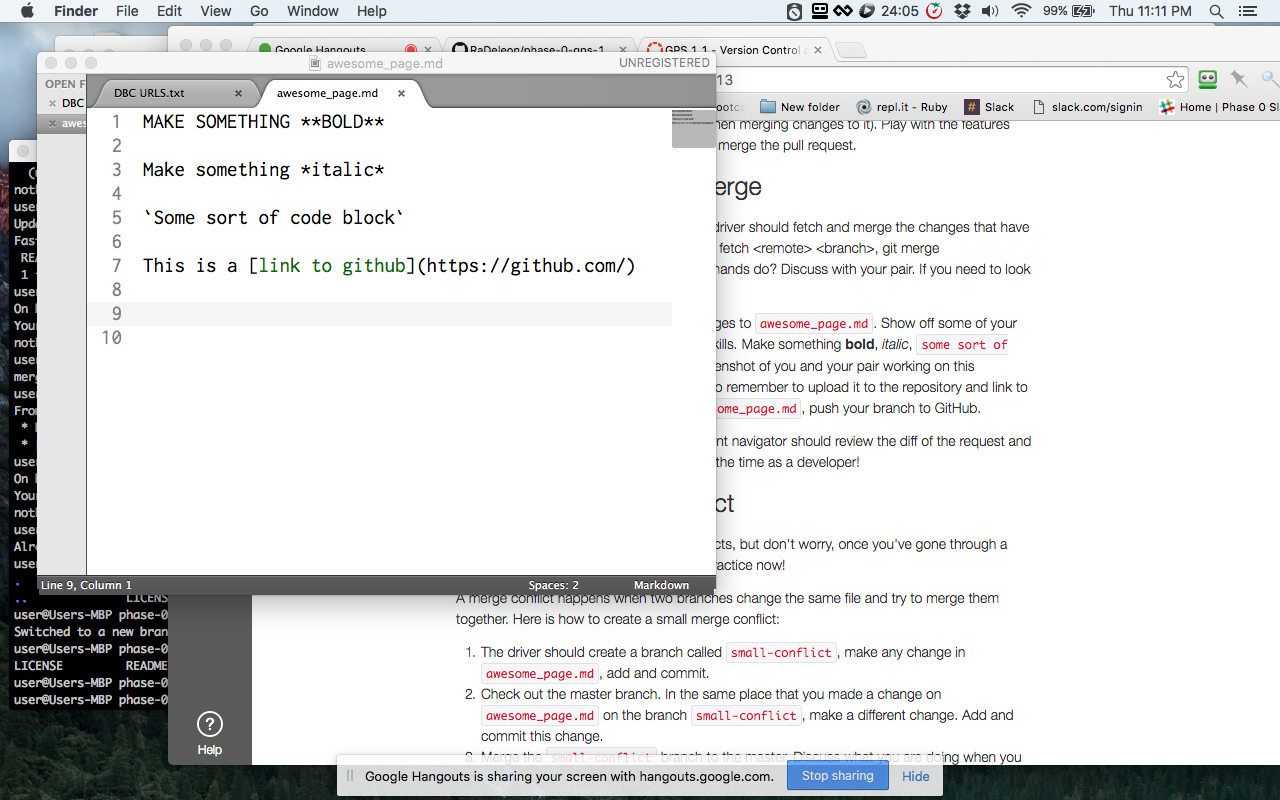 Finder File Edit View Go Window Help 24:05 99% Thu 11:11 PM
Google Hangouts RaDeleon/phase-0-gps-1 GPS 1.1 - Version Control
awesome_page.md UNREGISTERED
OPEN F
DBC
awes
DBC URLS.txt awesome_page.md
13
New folder repl.it - Ruby # Slack slack.com/signin Home | Phase 0 Sl
1 MAKE SOMETHING **BOLD**
2
3 Make something *italic*
4
5 `Some sort of code block`
6
7 This is a [link to github](https://github.com/)
8
9
10
Line 9, Column 1 Spaces: 2 Markdown
hen merging changes to it). Play with the features
merge the pull request.
erge
driver should fetch and merge the changes that have
fetch <remote> <branch>, git merge
ands do? Discuss with your pair. If you need to look
ges to awesome_page.md. Show off some of your
kills. Make something bold, italic, some sort of
enshot of you and your pair working on this
o remember to upload it to the repository and link to
ome_page.md, push your branch to GitHub.
nt navigator should review the diff of the request and
the time as a developer!
ct
cts, but don't worry, once you've gone through a
ractice now!
A merge conflict happens when two branches change the same file and try to merge them
together. Here is how to create a small merge conflict:
1. The driver should create a branch called small-conflict, make any change in
awesome_page.md, add and commit.
2. Check out the master branch. In the same place that you made a change on
awesome_page.md on the branch small-conflict, make a different change. Add and
commit this change.
3. Merge the small-conflict branch to the master. Discuss what you are doing when you
noth
user
Upda
Fast
REA
1
user
On b
Your
noth
user
merg
user
From
*
*
user
On b
Your
noth
user
Alre
user
.
.. LICENS
user@Users-MBP phase-0
Switched to a new bran
user@Users-MBP phase-0
LICENSE README
user@Users-MBP phase-0
user@Users-MBP phase-0
? Help
Google Hangouts is sharing your screen with hangouts.google.com. Stop sharing Hide